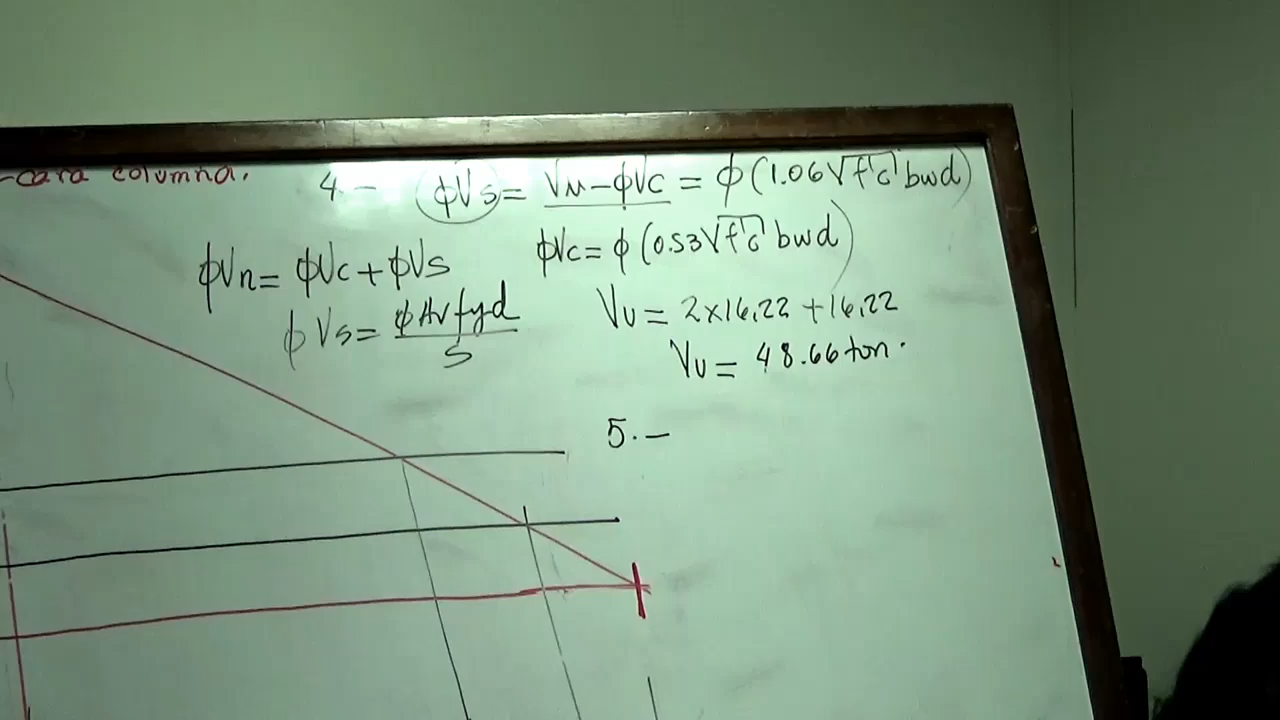 cara columna.
4.- ϕVs = Vu-ϕVc = ϕ(1.06√f'c bwd)
ϕVn = ϕVc + ϕVs
ϕVc = ϕ(0.53√f'c bwd)
ϕVs = ϕAvfyd / s
Vu = 2x16.22 + 16.22
Vu = 48.66 ton.
5.-